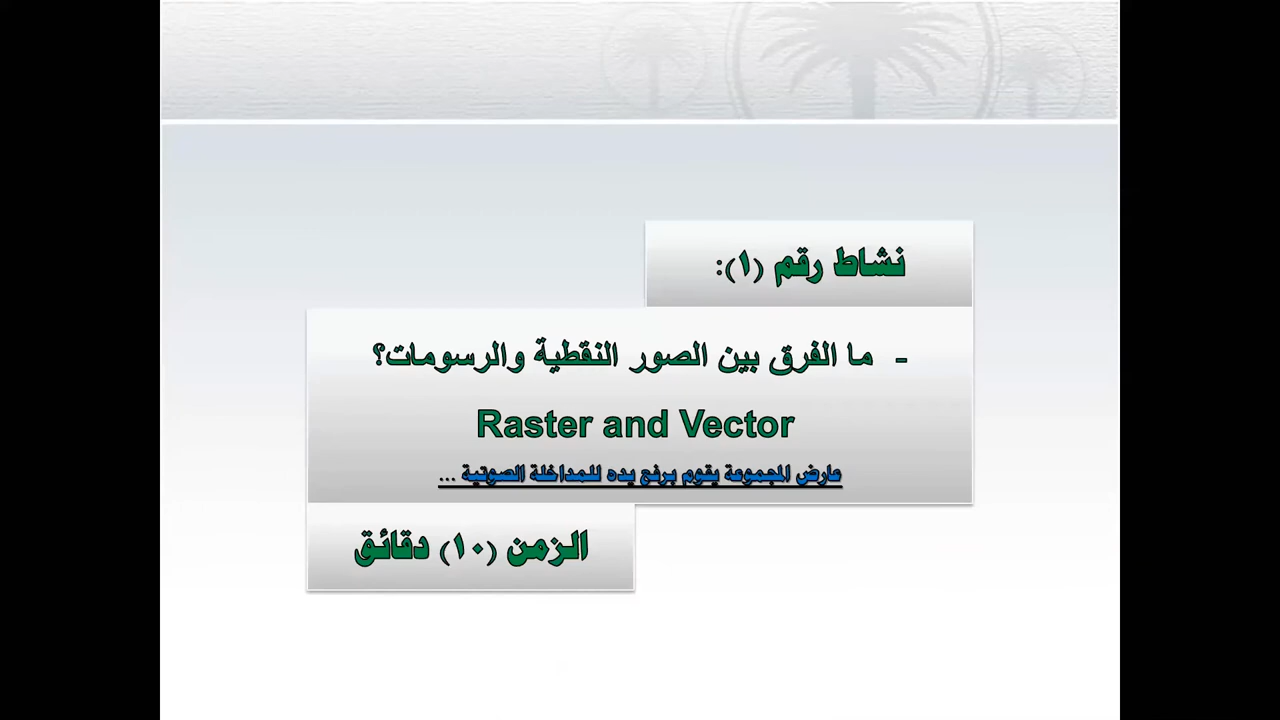 نشاط رقم (١):
- ما الفرق بين الصور النقطية والرسومات؟
Raster and Vector
عارض المجموعة يقوم برفع يده للمداخلة الصوتية ...
الزمن (١٠) دقائق